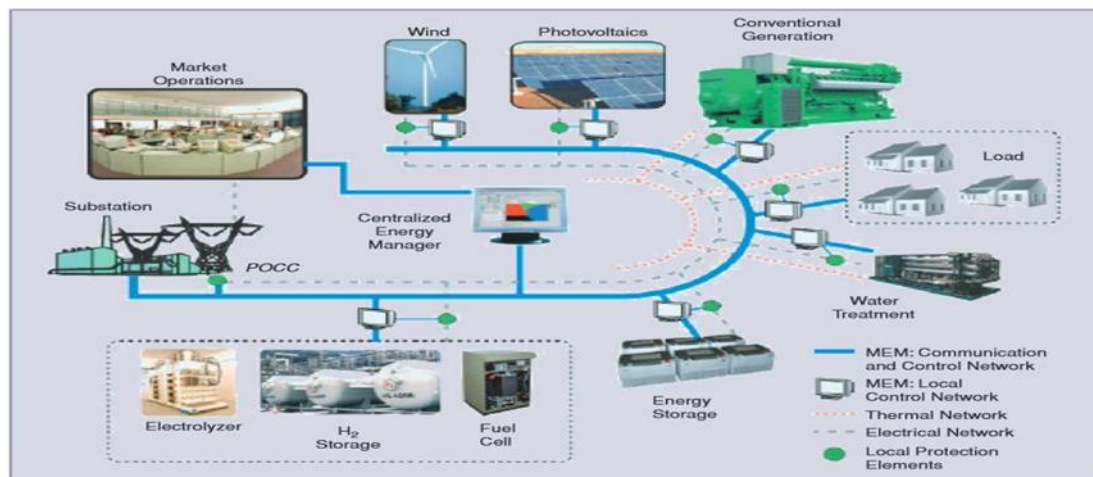 Wind
Photovoltaics
Conventional
Generation
Market
Operations
Load
Substation
Centralized
Energy
Manager
POCC
Water
Treatment
Electrolyzer
H₂
Storage
Fuel
Cell
Energy
Storage
MEM: Communication
and Control Network
MEM: Local
Control Network
Thermal Network
Electrical Network
Local Protection
Elements